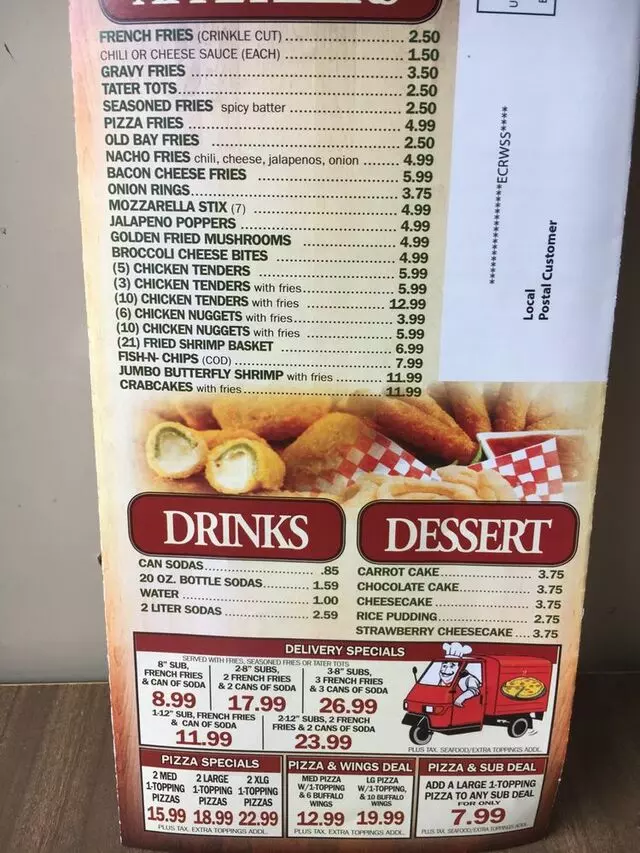 FRENCH FRIES (CRINKLE CUT) 2.50
CHILI OR CHEESE SAUCE (EACH) 1.50
GRAVY FRIES 3.50
TATER TOTS 2.50
SEASONED FRIES spicy batter 2.50
PIZZA FRIES 4.99
OLD BAY FRIES 2.50
NACHO FRIES chili, cheese, jalapenos, onion 4.99
BACON CHEESE FRIES 5.99
ONION RINGS 3.75
MOZZARELLA STIX (7) 4.99
JALAPENO POPPERS 4.99
GOLDEN FRIED MUSHROOMS 4.99
BROCCOLI CHEESE BITES 4.99
(5) CHICKEN TENDERS 5.99
(3) CHICKEN TENDERS with fries 5.99
(10) CHICKEN TENDERS with fries 12.99
(6) CHICKEN NUGGETS with fries 3.99
(10) CHICKEN NUGGETS with fries 5.99
(21) FRIED SHRIMP BASKET 6.99
FISH-N- CHIPS (COD) 7.99
JUMBO BUTTERFLY SHRIMP with fries 11.99
CRABCAKES with fries 11.99
******************ECRWSS****
Local
Postal Customer
DRINKS
CAN SODAS .85
20 OZ. BOTTLE SODAS 1.59
WATER 1.00
2 LITER SODAS 2.59
DESSERT
CARROT CAKE 3.75
CHOCOLATE CAKE 3.75
CHEESECAKE 3.75
RICE PUDDING 2.75
STRAWBERRY CHEESECAKE 3.75
DELIVERY SPECIALS
SERVED WITH FRIES, SEASONED FRIES OR TATER TOTS
8" SUB,
FRENCH FRIES
& CAN OF SODA
8.99
2-8" SUBS,
2 FRENCH FRIES
& 2 CANS OF SODA
17.99
3-8" SUBS,
3 FRENCH FRIES
& 3 CANS OF SODA
26.99
1-12" SUB, FRENCH FRIES
& CAN OF SODA
11.99
2-12" SUBS, 2 FRENCH
FRIES & 2 CANS OF SODA
23.99
PLUS TAX. SEAFOOD/EXTRA TOPPINGS ADDL.
PIZZA SPECIALS
2 MED
1-TOPPING
PIZZAS
15.99
2 LARGE
1-TOPPING
PIZZAS
18.99
2 XLG
1-TOPPING
PIZZAS
22.99
PLUS TAX. EXTRA TOPPINGS ADDL.
PIZZA & WINGS DEAL
MED PIZZA
W/1-TOPPING
& 6 BUFFALO
WINGS
12.99
LG PIZZA
W/1-TOPPING,
& 10 BUFFALO
WINGS
19.99
PLUS TAX. EXTRA TOPPINGS ADDL.
PIZZA & SUB DEAL
ADD A LARGE 1-TOPPING
PIZZA TO ANY SUB DEAL
FOR ONLY
7.99
PLUS TAX. SEAFOOD/EXTRA TOPPINGS ADDL.